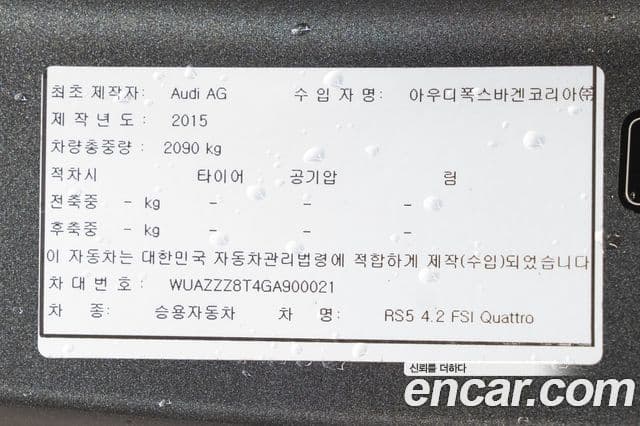 최초 제작자: Audi AG 수 입 자 명: 아우디폭스바겐코리아㈜
제 작 년 도 : 2015
차량총중량: 2090 kg
적차시 타이어 공기압 림
전축중 - kg - - -
후축중 - kg - - -
이 자동차는 대한민국 자동차관리법령에 적합하게 제작(수입)되었습니다
차 대 번 호 : WUAZZZ8T4GA900021
차 종: 승용자동차 차 명: RS5 4.2 FSI Quattro
신뢰를 더하다
encar.com